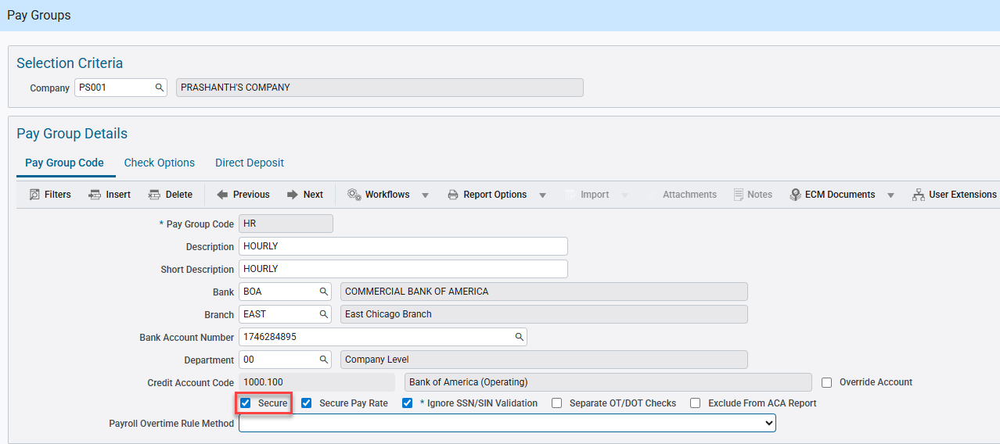 Pay Groups
Selection Criteria
Company PS001 PRASHANTH'S COMPANY
Pay Group Details
Pay Group Code Check Options Direct Deposit
Filters Insert Delete Previous Next Workflows Report Options Import Attachments Notes ECM Documents User Extensions
* Pay Group Code HR
Description HOURLY
Short Description HOURLY
Bank BOA COMMERCIAL BANK OF AMERICA
Branch EAST East Chicago Branch
Bank Account Number 1746284895
Department 00 Company Level
Credit Account Code 1000.100 Bank of America (Operating) Override Account
Secure Secure Pay Rate * Ignore SSN/SIN Validation Separate OT/DOT Checks Exclude From ACA Report
Payroll Overtime Rule Method